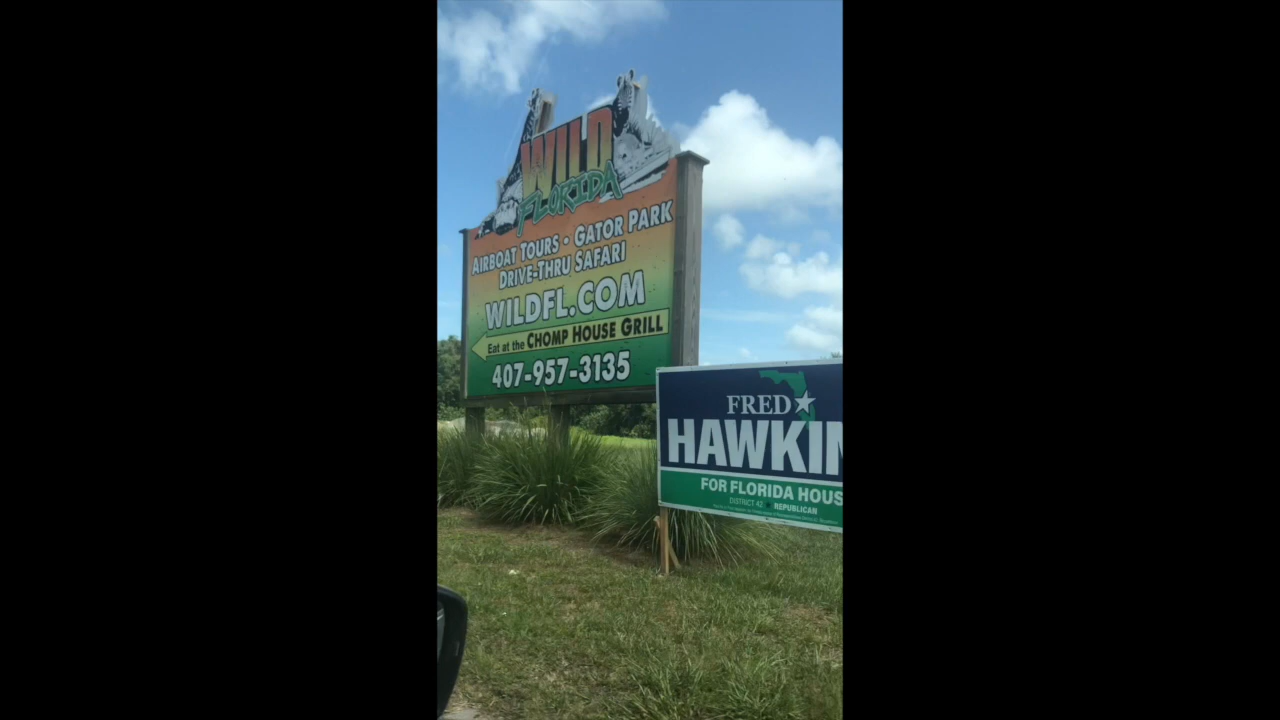 WILD
FLORIDA
AIRBOAT TOURS • GATOR PARK
DRIVE-THRU SAFARI
WILDFL.COM
Eat at the CHOMP HOUSE GRILL
407-957-3135
FRED
HAWKIN
FOR FLORIDA HOUS
DISTRICT 42 REPUBLICAN